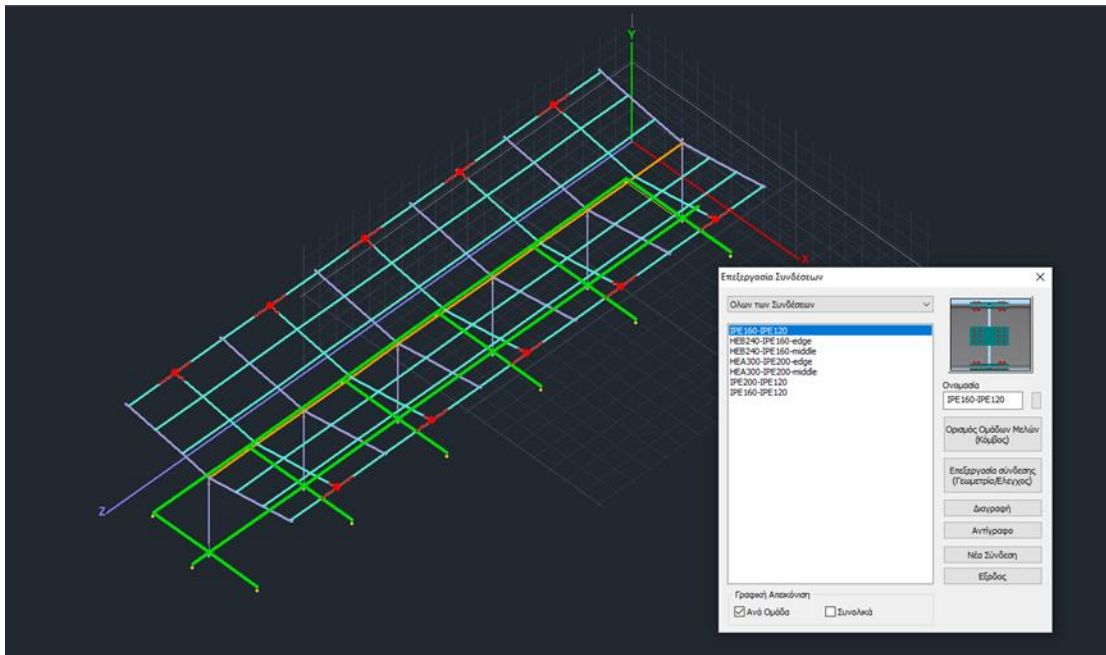 Y
X
Z
Επεξεργασία Συνδέσεων
Ολων των Συνδέσεων
IPE160-IPE120
HEB240-IPE160-edge
HEB240-IPE160-middle
HEA300-IPE200-edge
HEA300-IPE200-middle
IPE200-IPE120
IPE160-IPE120
Ονομασία
IPE160-IPE120
Ορισμός Ομάδων Μελών
(Κόμβος)
Επεξεργασία σύνδεσης
(Γεωμετρία/Ελεγχος)
Διαγραφή
Αντίγραφο
Νέα Σύνδεση
Εξοδος
Γραφική Απεικόνιση
Ανά Ομάδα
Συνολικά